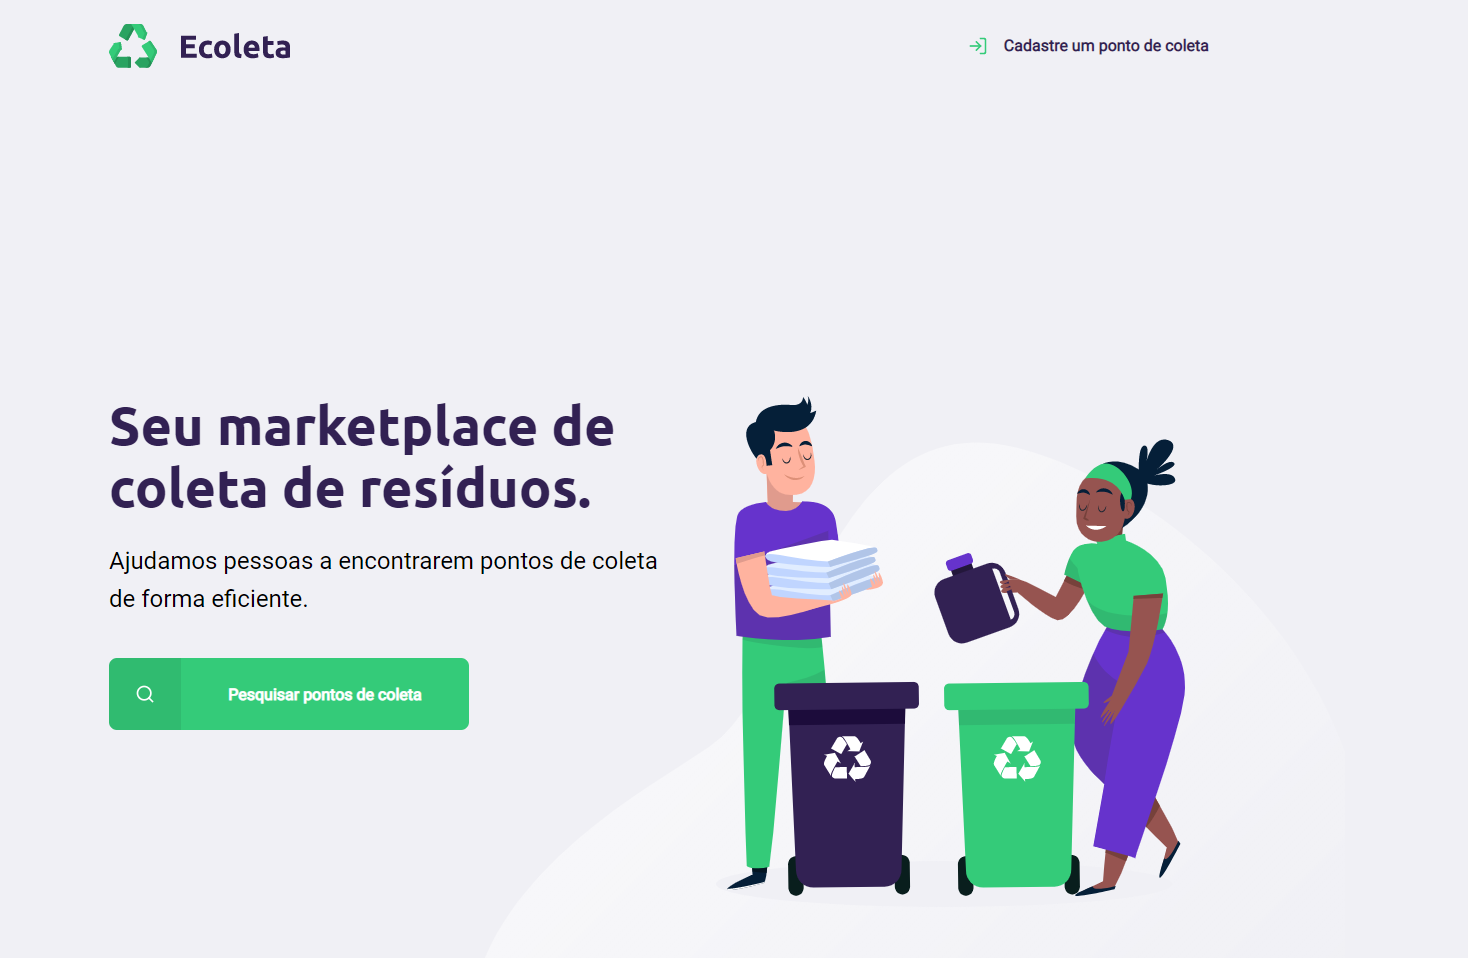 Ecoleta
Cadastre um ponto de coleta
Seu marketplace de
coleta de resíduos.
Ajudamos pessoas a encontrarem pontos de coleta
de forma eficiente.
Pesquisar pontos de coleta